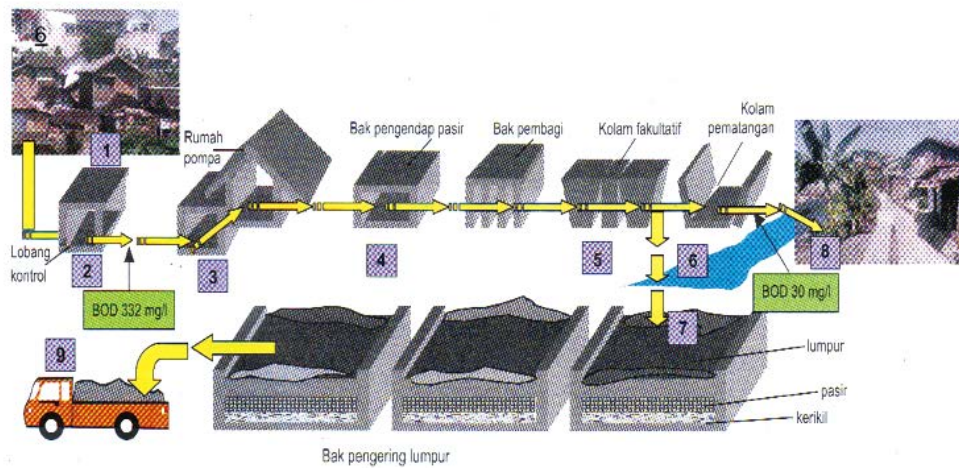 6
1
Rumah
pompa
Bak pengendap pasir
Bak pembagi
Kolam fakultatif
Kolam
pematangan
Lobang
kontrol
2
3
4
5
6
8
BOD 332 mg/l
BOD 30 mg/l
7
9
lumpur
pasir
kerikil
Bak pengering lumpur